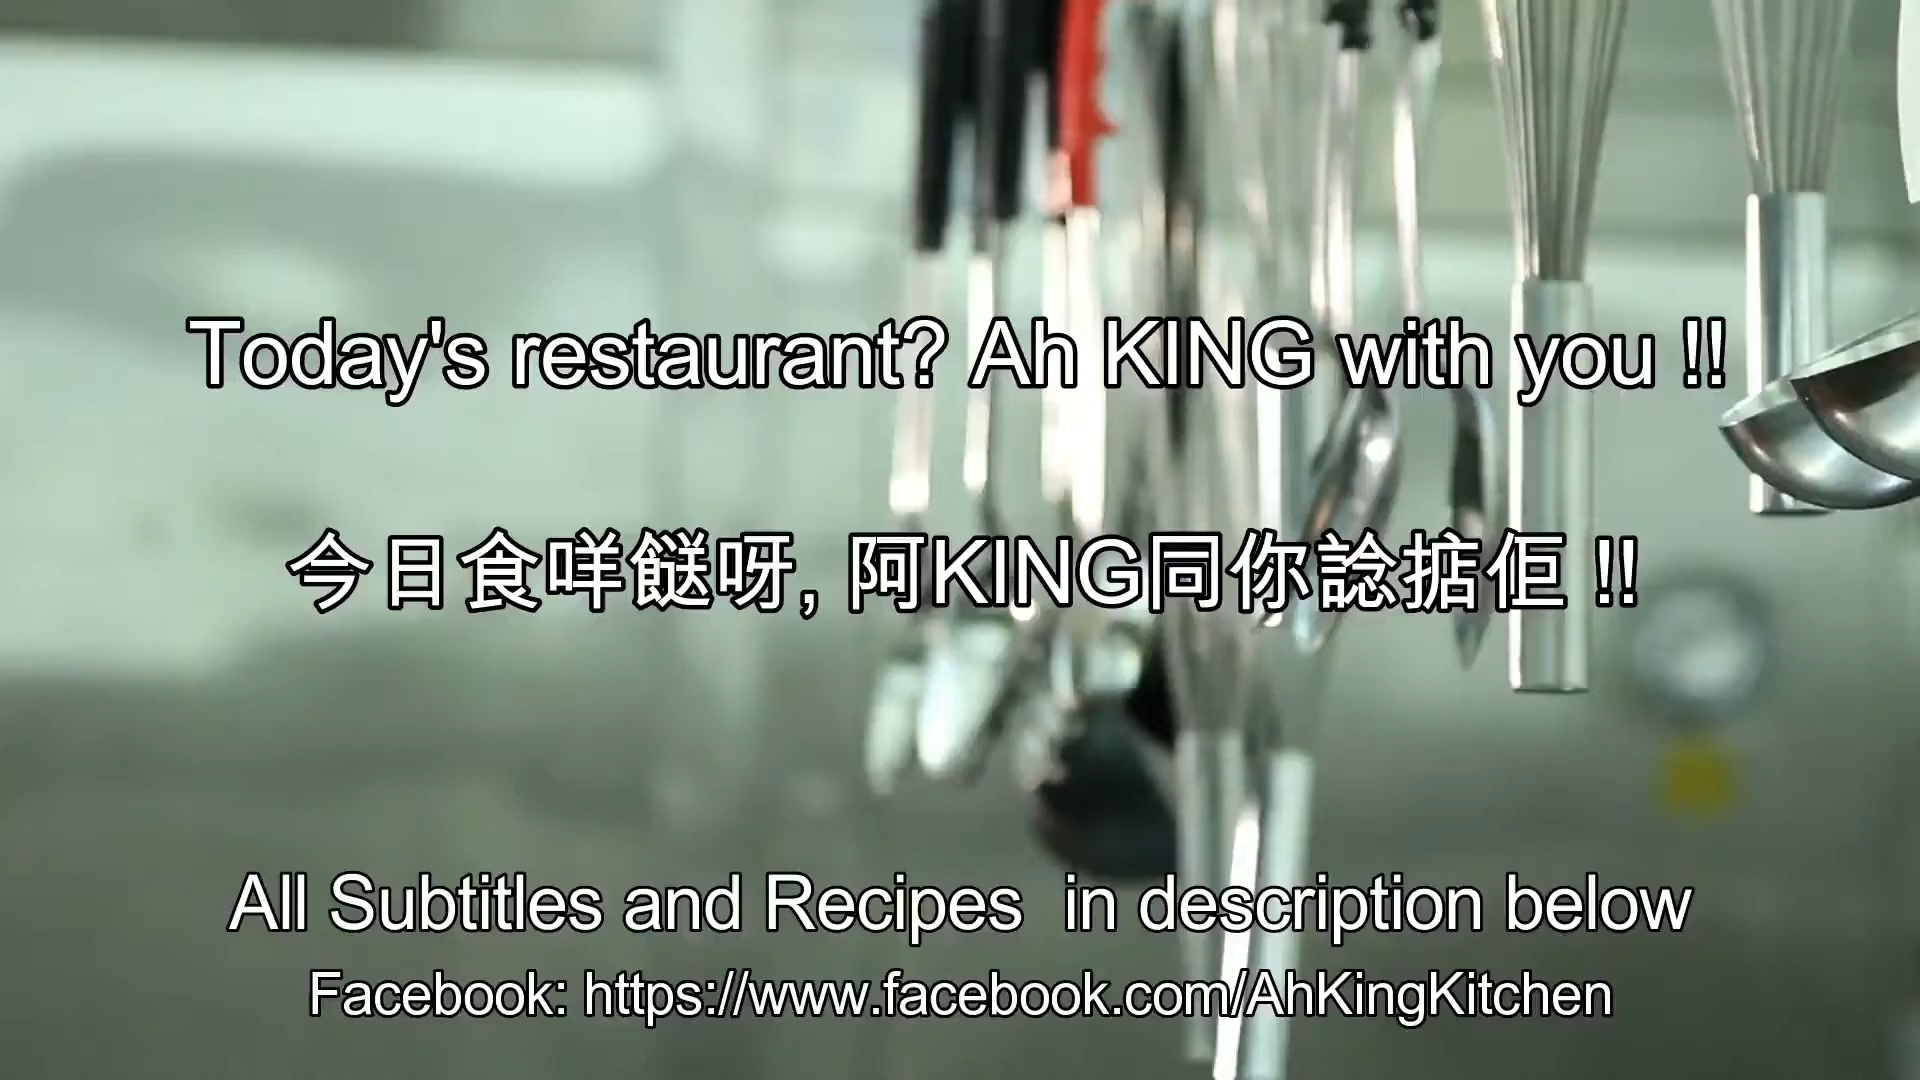 Today's restaurant? Ah KING with you !!
今日食咩餸呀, 阿KING同你諗掂佢 !!
All Subtitles and Recipes  in description below
Facebook: https://www.facebook.com/AhKingKitchen